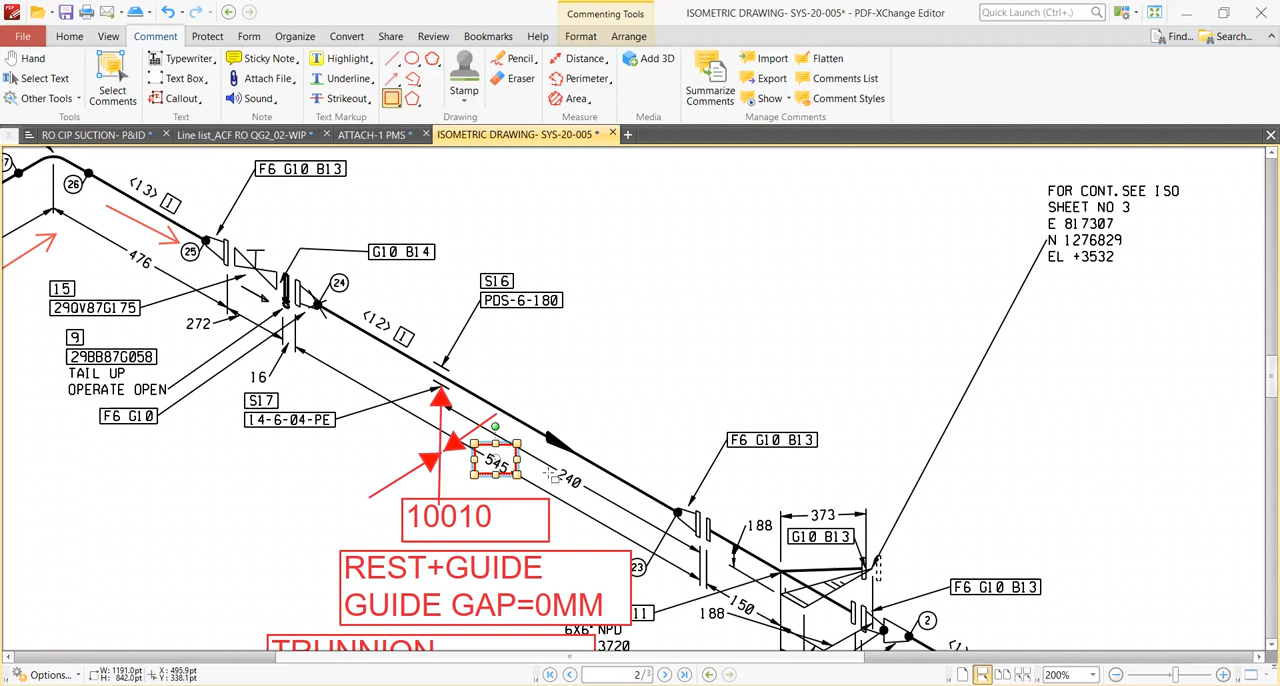 Commenting Tools
ISOMETRIC DRAWING- SYS-20-005* - PDF-XChange Editor
Quick Launch (Ctrl+.)
File
Home
View
Comment
Protect
Form
Organize
Convert
Share
Review
Bookmarks
Help
Format
Arrange
Find...
Search...
Hand
Select Text
Other Tools
Select Comments
Typewriter
Text Box
Callout
Sticky Note
Attach File
Sound
Highlight
Underline
Strikeout
Pencil
Eraser
Stamp
Distance
Perimeter
Area
Add 3D
Summarize Comments
Import
Export
Show
Flatten
Comments List
Comment Styles
Tools
Text
Note
Text Markup
Drawing
Measure
Media
Manage Comments
RO CIP SUCTION- P&ID *
Line list_ACF RO QG2_02-WIP *
ATTACH-1 PMS *
ISOMETRIC DRAWING- SYS-20-005 *
7
26
<13> 1
F6 G10 B13
25
G10 B14
476
24
S16
PDS-6-180
15
29QV87G175
272
<12> 1
9
29BB87G058
TAIL UP
OPERATE OPEN
16
S17
14-6-04-PE
F6 G10
FOR CONT.SEE ISO
SHEET NO 3
E 817307
N 1276829
EL +3532
F6 G10 B13
545
240
10010
REST+GUIDE
GUIDE GAP=0MM
TRUNNION
373
188
G10 B13
23
F6 G10 B13
11
150
188
2
6X6" NPD
3720
Options...
W: 1191.0pt
H: 842.0pt
X: 495.9pt
Y: 338.1pt
2/3
200%